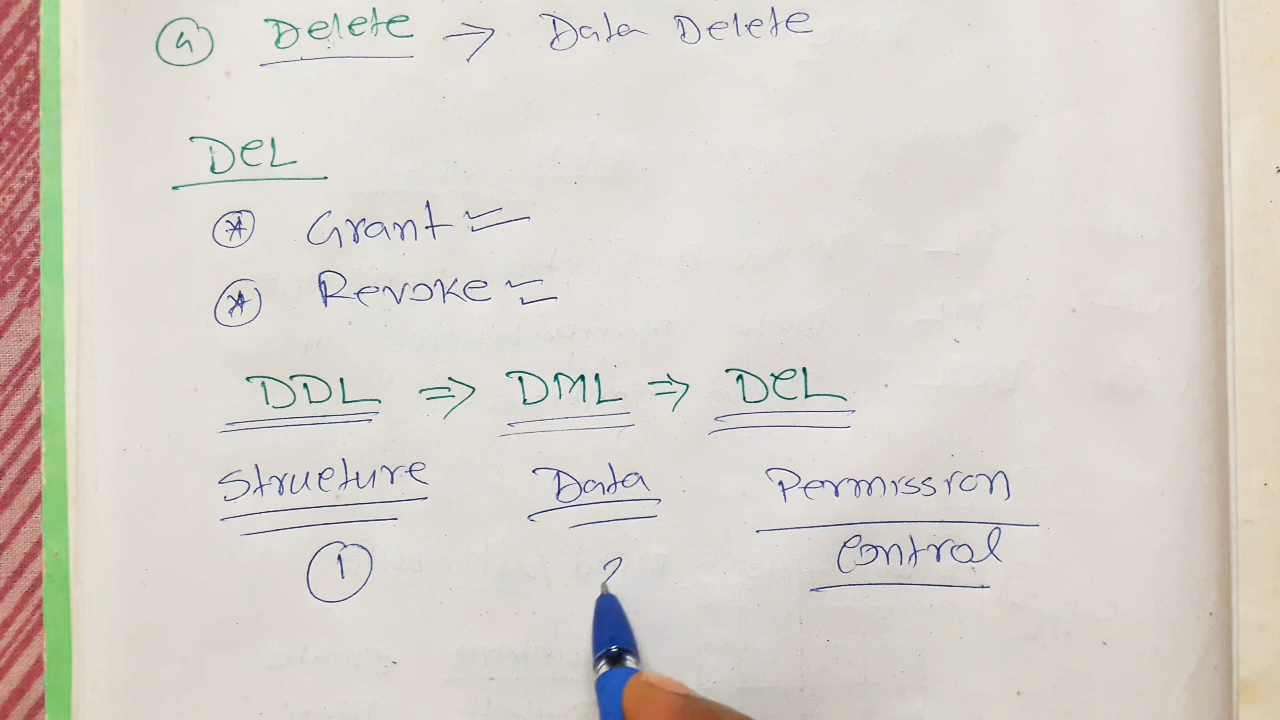 4 Delete → Data Delete
DCL
* Grant
* Revoke
DDL ⇒ DML ⇒ DCL
Structure Data Permission
Control
1 2